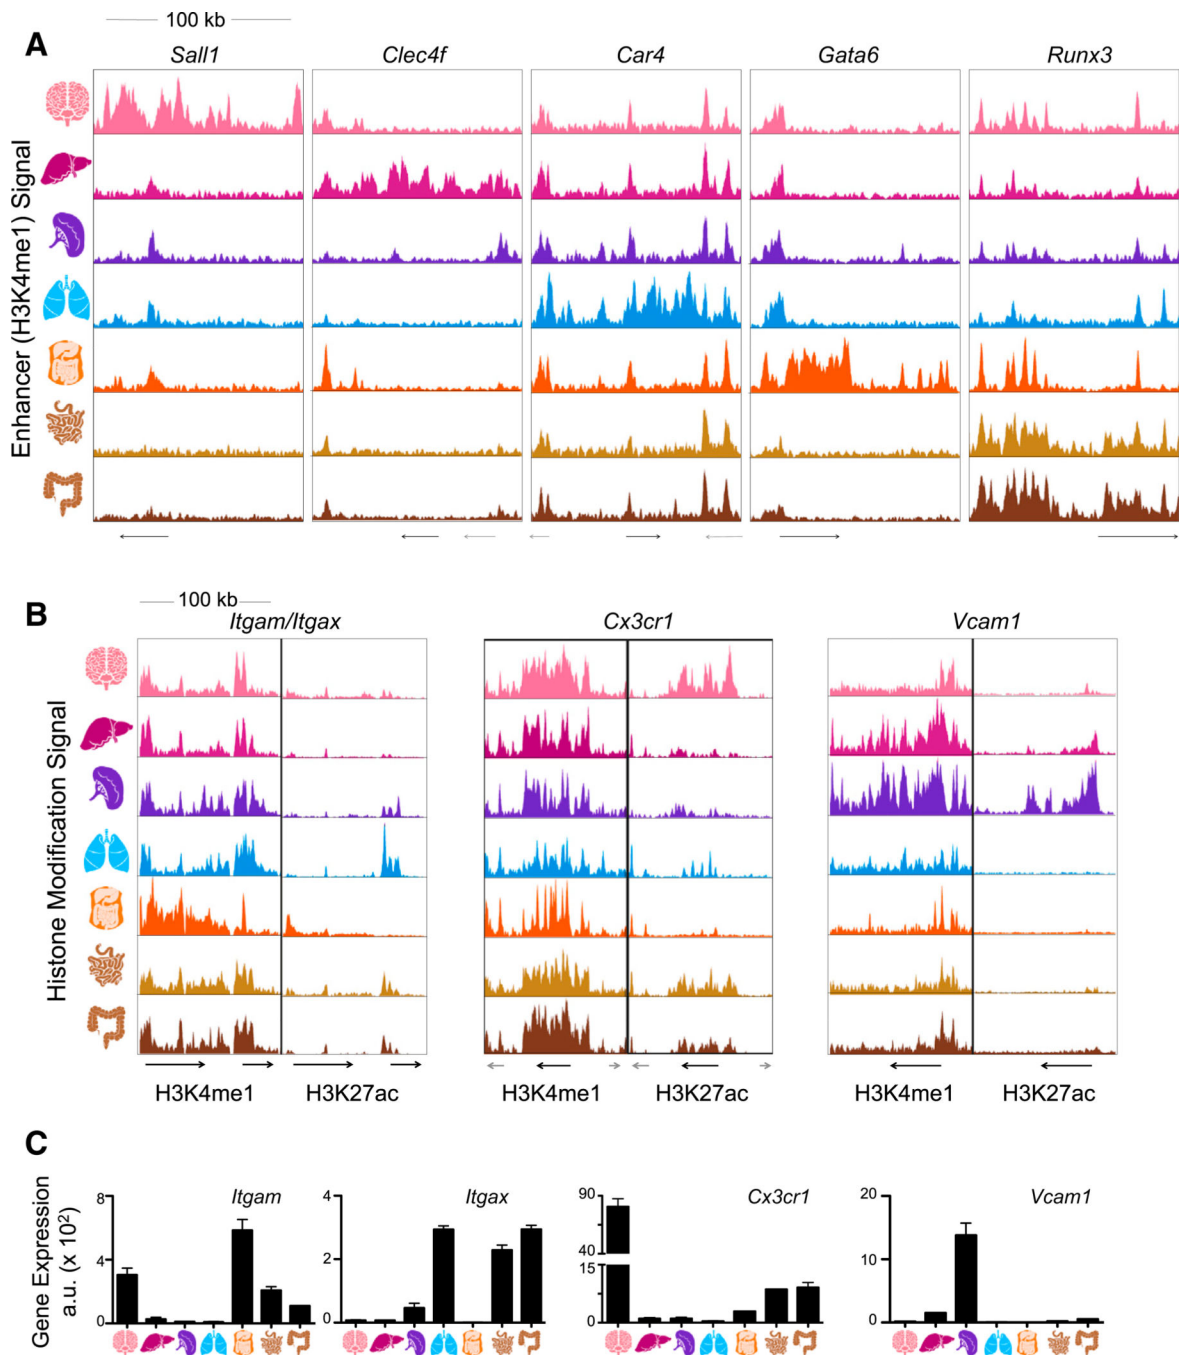 100 kb
A
Sall1 Clec4f Car4 Gata6 Runx3
Enhancer (H3K4me1) Signal
B
100 kb
Itgam/Itgax Cx3cr1 Vcam1
Histone Modification Signal
H3K4me1 H3K27ac H3K4me1 H3K27ac H3K4me1 H3K27ac
C
Gene Expression
a.u. (x 10²)
8 Itgam 4 Itgax 90 Cx3cr1 20 Vcam1
40
4 2 15 10
0 0 0 0